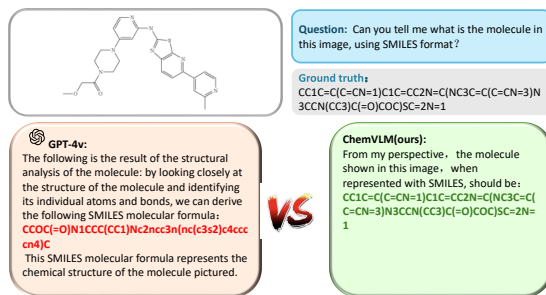 Question: Can you tell me what is the molecule in
this image, using SMILES format?
Ground truth:
CC1C=C(C=CN=1)C1C=CC2N=C(NC3C=C(C=CN=3)N
3CCN(CC3)C(=O)COC)SC=2N=1
N
N
H
N
N
S
N
N
N
N
O
O
GPT-4v:
The following is the result of the structural
analysis of the molecule: by looking closely at
the structure of the molecule and identifying
its individual atoms and bonds, we can derive
the following SMILES molecular formula:
CCOC(=O)N1CCC(CC1)Nc2ncc3n(nc(c3s2)c4ccc
cn4)C
This SMILES molecular formula represents the
chemical structure of the molecule pictured.
VS
ChemVLM(ours):
From my perspective, the molecule
shown in this image, when
represented with SMILES, should be:
CC1C=C(C=CN=1)C1C=CC2N=C(NC3C=C(
C=CN=3)N3CCN(CC3)C(=O)COC)SC=2N=
1